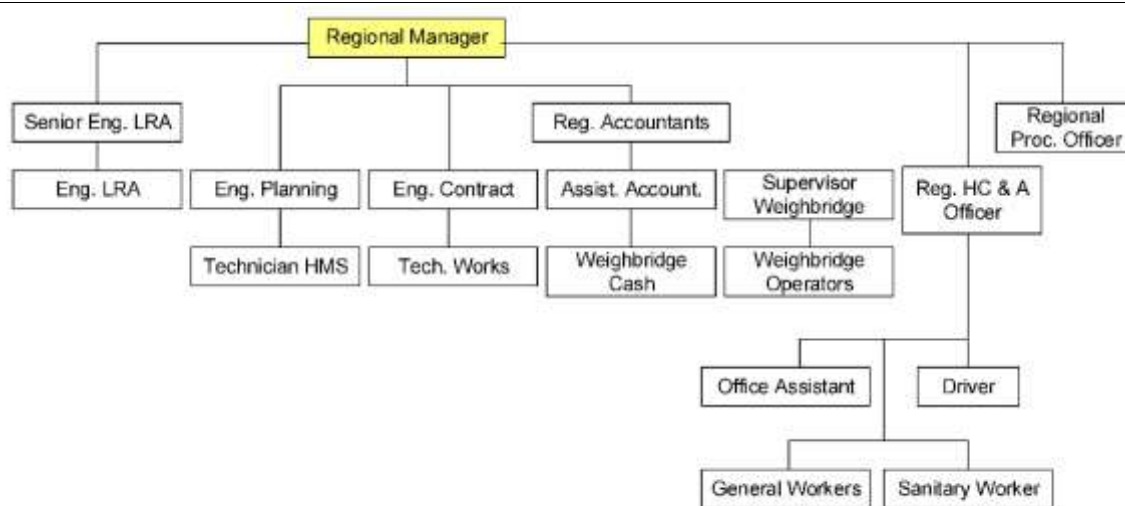 Regional Manager
Senior Eng. LRA
Reg. Accountants
Regional
Proc. Officer
Eng. LRA
Eng. Planning
Eng. Contract
Assist. Account.
Supervisor
Weighbridge
Reg. HC & A
Officer
Technician HMS
Tech. Works
Weighbridge
Cash
Weighbridge
Operators
Office Assistant
Driver
General Workers
Sanitary Worker